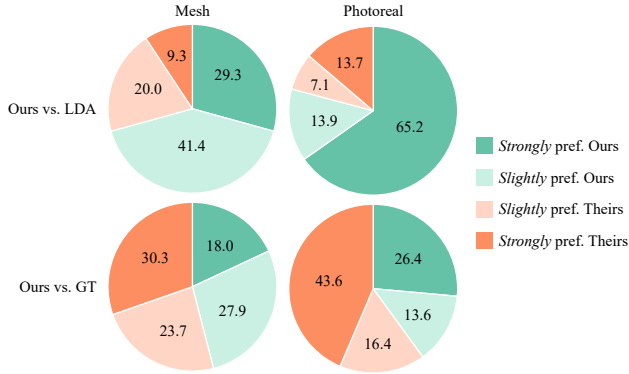 Mesh
Photoreal
Ours vs. LDA
29.3
41.4
20.0
9.3
65.2
13.9
7.1
13.7
Strongly pref. Ours
Slightly pref. Ours
Slightly pref. Theirs
Strongly pref. Theirs
Ours vs. GT
18.0
27.9
23.7
30.3
26.4
13.6
16.4
43.6